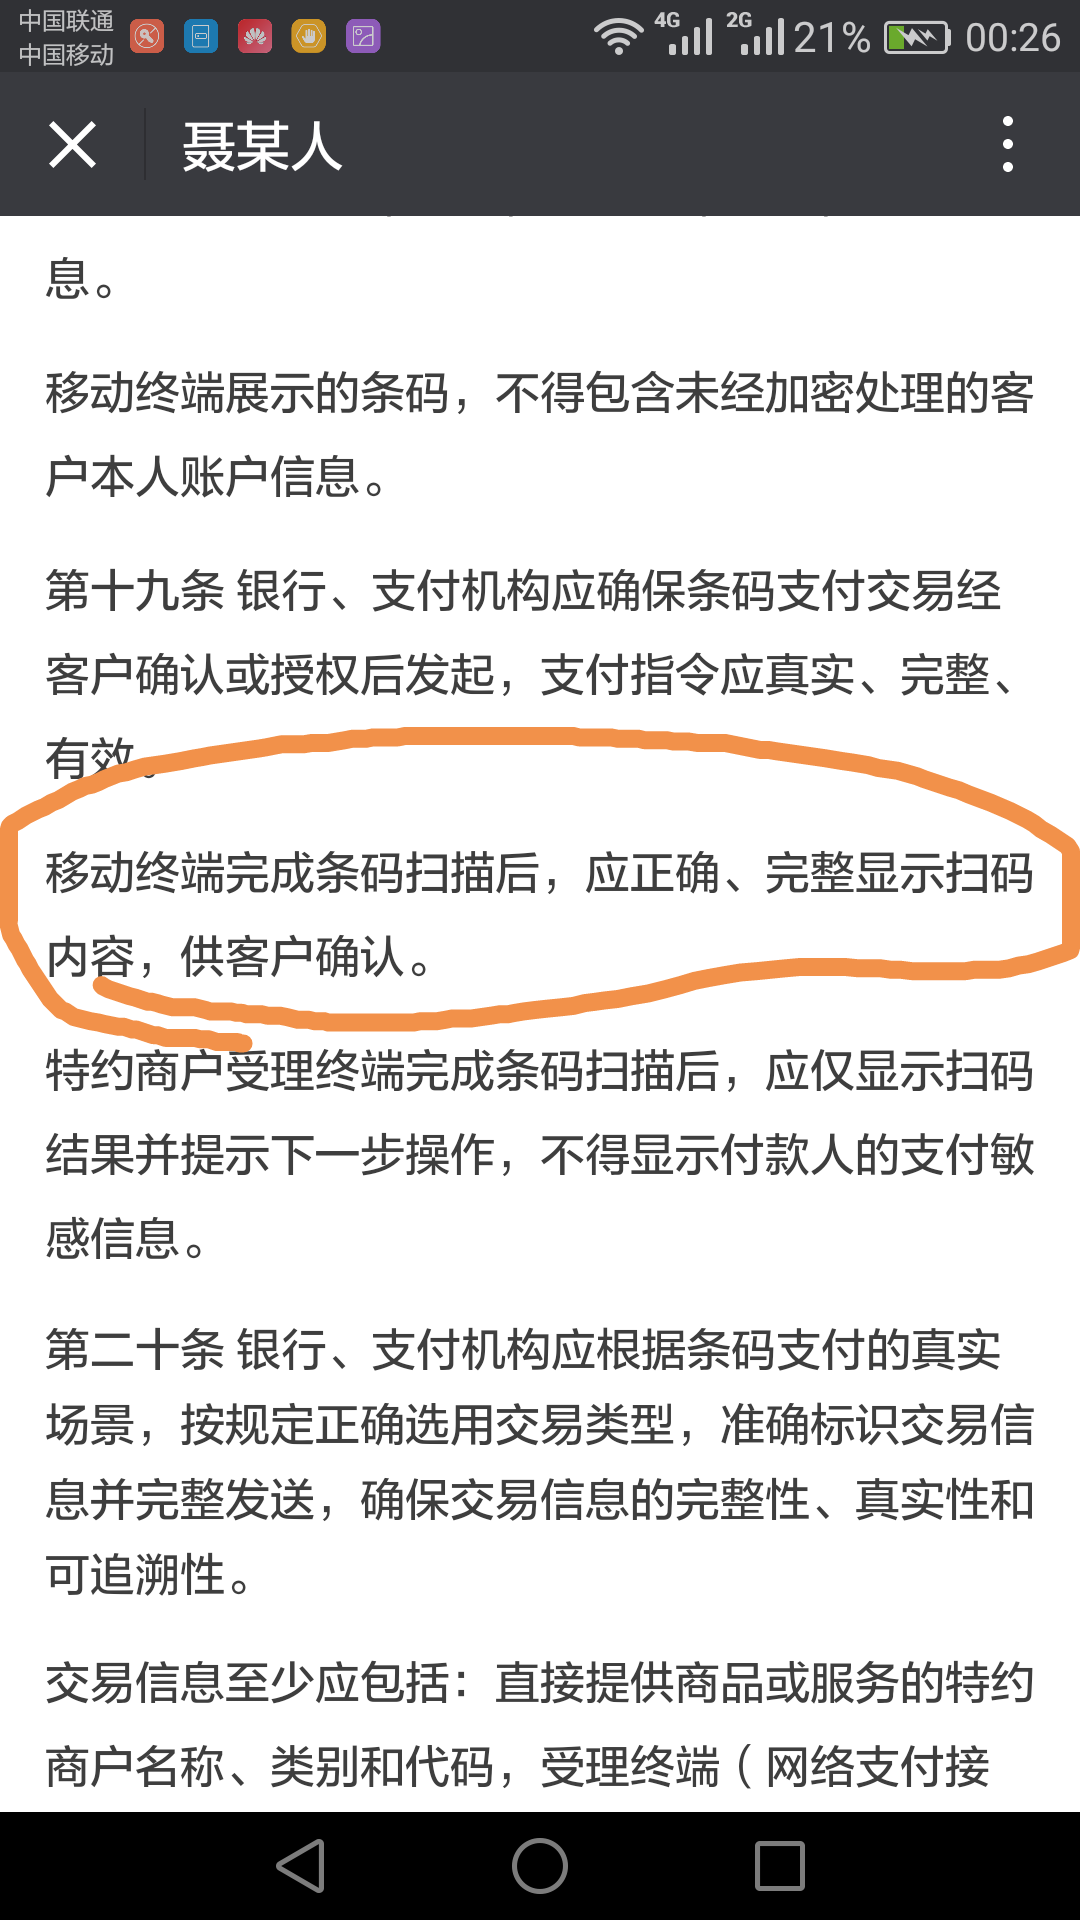 中国联通
中国移动
4G
2G
21%
00:26
聂某人
息。
移动终端展示的条码，不得包含未经加密处理的客
户本人账户信息。
第十九条 银行、支付机构应确保条码支付交易经
客户确认或授权后发起，支付指令应真实、完整、
有效。
移动终端完成条码扫描后，应正确、完整显示扫码
内容，供客户确认。
特约商户受理终端完成条码扫描后，应仅显示扫码
结果并提示下一步操作，不得显示付款人的支付敏
感信息。
第二十条 银行、支付机构应根据条码支付的真实
场景，按规定正确选用交易类型，准确标识交易信
息并完整发送，确保交易信息的完整性、真实性和
可追溯性。
交易信息至少应包括：直接提供商品或服务的特约
商户名称、类别和代码，受理终端（网络支付接